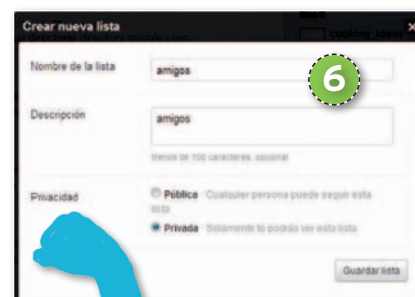 Crear nueva lista
Nombre de la lista
amigos
6
Descripción
amigos
Menos de 100 caracteres, opcional
Privacidad
Pública · Cualquier persona puede seguir esta
lista
Privada · Solamente tú podrás ver esta lista
Guardar lista